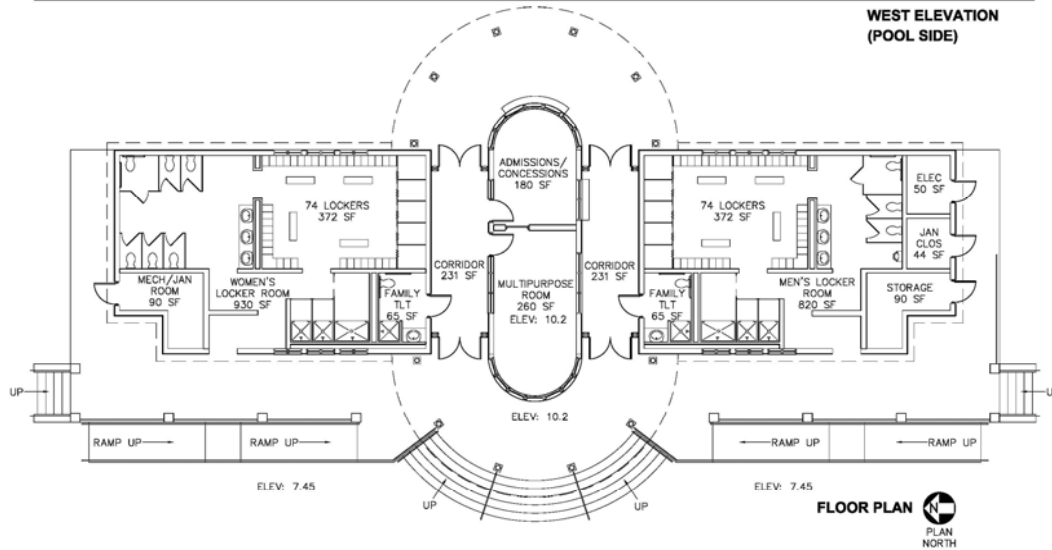 WEST ELEVATION
(POOL SIDE)
ADMISSIONS/
CONCESSIONS
180 SF
74 LOCKERS
372 SF
74 LOCKERS
372 SF
ELEC
50 SF
JAN
CLOS
44 SF
CORRIDOR
231 SF
CORRIDOR
231 SF
MECH/JAN
ROOM
90 SF
WOMEN'S
LOCKER ROOM
930 SF
FAMILY
TLT
65 SF
MULTIPURPOSE
ROOM
260 SF
ELEV: 10.2
FAMILY
TLT
65 SF
MEN'S LOCKER
ROOM
820 SF
STORAGE
90 SF
UP
ELEV: 10.2
RAMP UP
RAMP UP
RAMP UP
RAMP UP
ELEV: 7.45
UP
UP
ELEV: 7.45
FLOOR PLAN
N
PLAN
NORTH